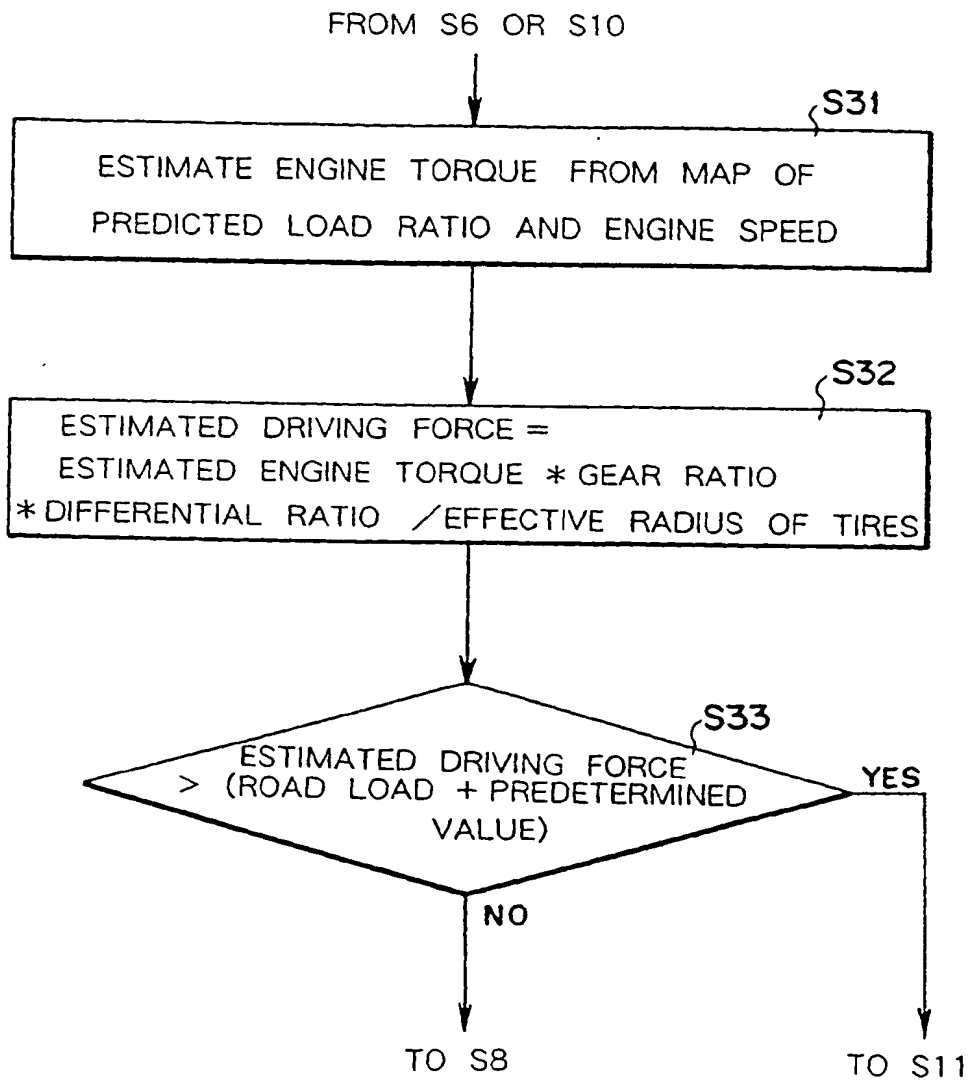 FROM S6 OR S10
S31
ESTIMATE ENGINE TORQUE FROM MAP OF
PREDICTED LOAD RATIO AND ENGINE SPEED
S32
ESTIMATED DRIVING FORCE =
ESTIMATED ENGINE TORQUE * GEAR RATIO
* DIFFERENTIAL RATIO / EFFECTIVE RADIUS OF TIRES
S33
ESTIMATED DRIVING FORCE
> (ROAD LOAD + PREDETERMINED
VALUE)
YES
NO
TO S8
TO S11